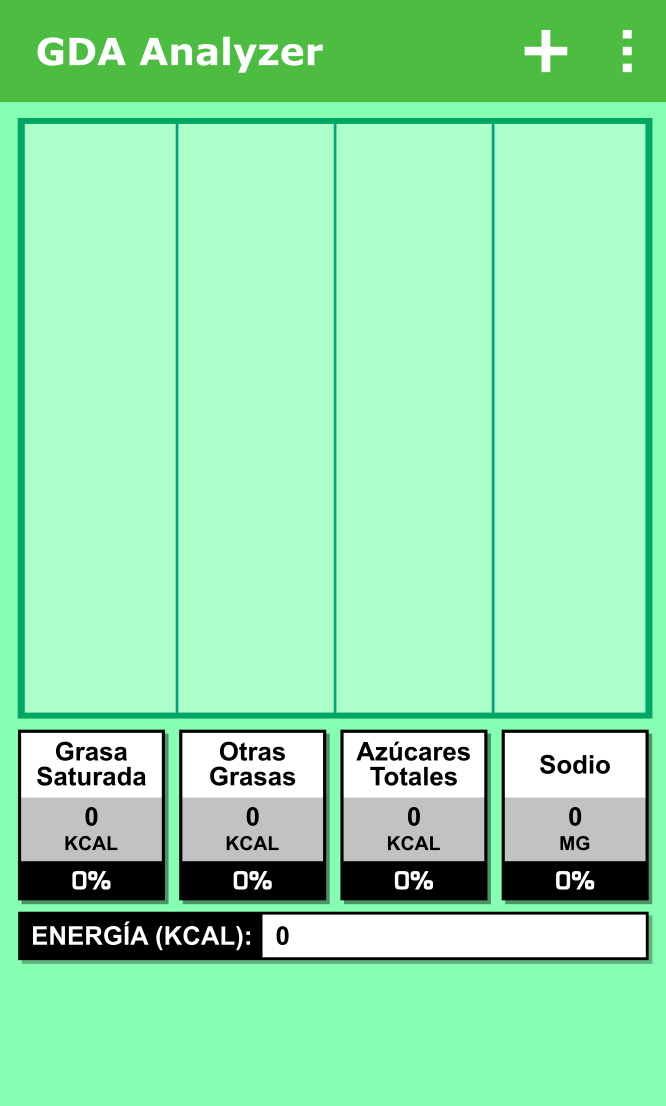 GDA Analyzer
Grasa
Saturada
0
KCAL
0%
Otras
Grasas
0
KCAL
0%
Azúcares
Totales
0
KCAL
0%
Sodio
0
MG
0%
ENERGÍA (KCAL): 0